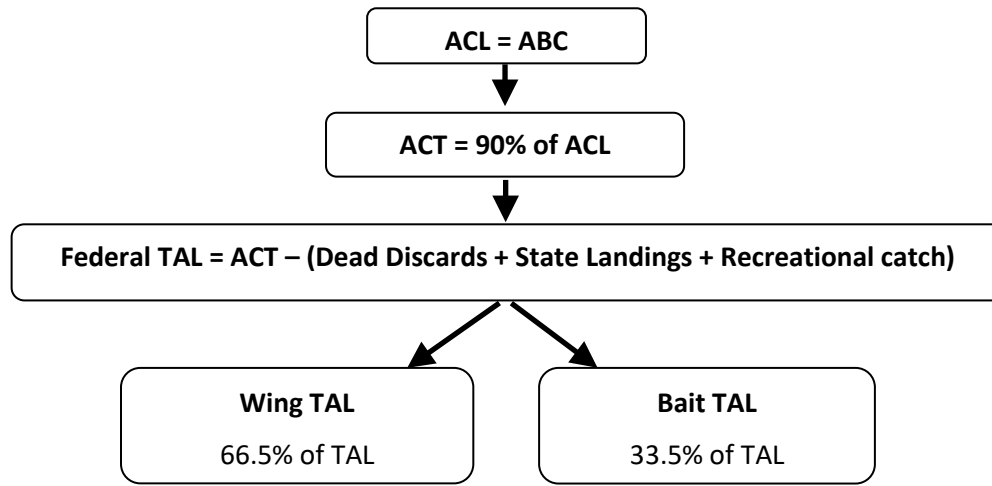 ACL = ABC
ACT = 90% of ACL
Federal TAL = ACT – (Dead Discards + State Landings + Recreational catch)
Wing TAL
66.5% of TAL
Bait TAL
33.5% of TAL